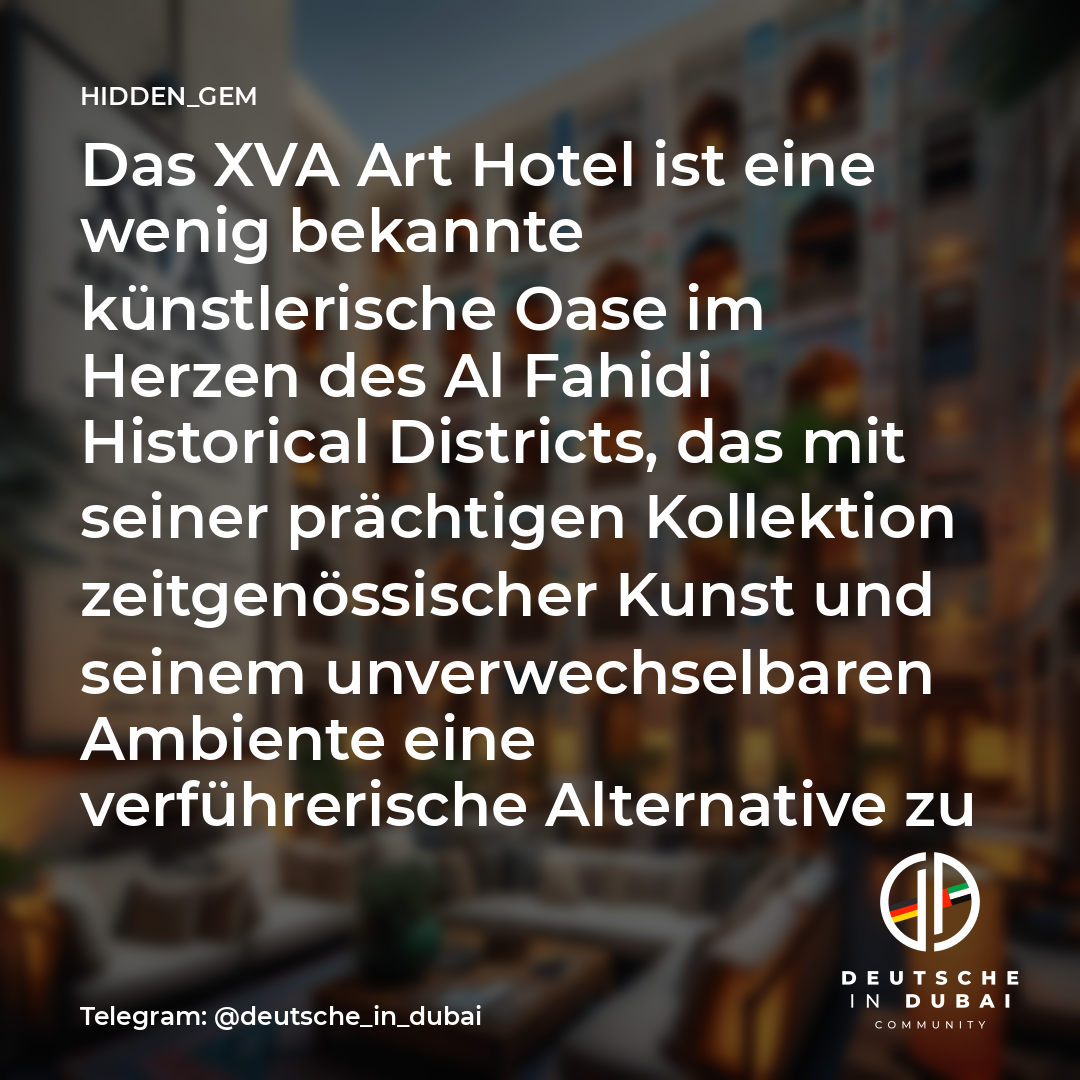 HIDDEN_GEM
Das XVA Art Hotel ist eine
wenig bekannte
künstlerische Oase im
Herzen des Al Fahidi
Historical Districts, das mit
seiner prächtigen Kollektion
zeitgenössischer Kunst und
seinem unverwechselbaren
Ambiente eine
verführerische Alternative zu
DEUTSCHE
IN DUBAI
COMMUNITY
Telegram: @deutsche_in_dubai